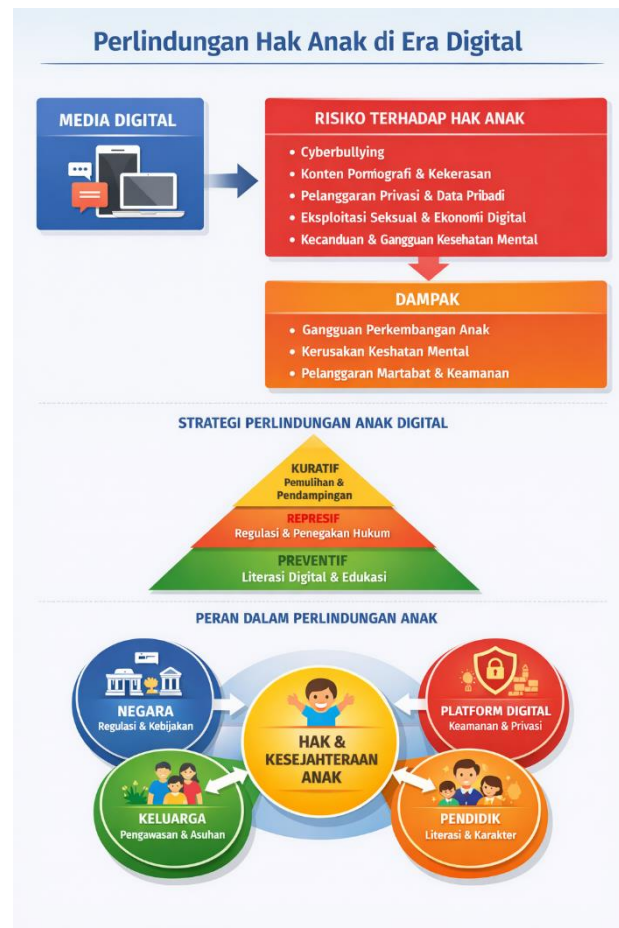 Perlindungan Hak Anak di Era Digital
MEDIA DIGITAL
RISIKO TERHADAP HAK ANAK
• Cyberbullying
• Konten Pornografi & Kekerasan
• Pelanggaran Privasi & Data Pribadi
• Eksploitasi Seksual & Ekonomi Digital
• Kecanduan & Gangguan Kesehatan Mental
DAMPAK
• Gangguan Perkembangan Anak
• Kerusakan Keshatan Mental
• Pelanggaran Martabat & Keamanan
STRATEGI PERLINDUNGAN ANAK DIGITAL
KURATIF
Pemulihan &
Pendampingan
REPRESIF
Regulasi & Penegakan Hukum
PREVENTIF
Literasi Digital & Edukasi
PERAN DALAM PERLINDUNGAN ANAK
NEGARA
Regulasi & Kebijakan
PLATFORM DIGITAL
Keamanan & Privasi
HAK &
KESEJAHTERAAN
ANAK
KELUARGA
Pengawasan & Asuhan
PENDIDIK
Literasi & Karakter